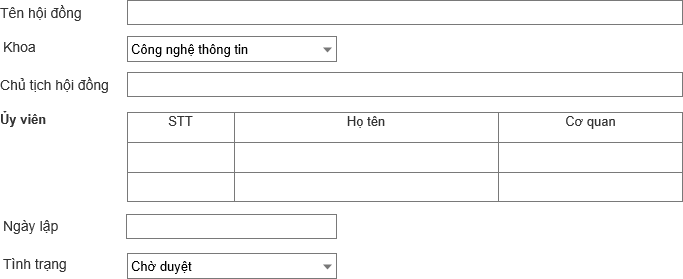 Tên hội đồng
Khoa Công nghệ thông tin
Chủ tịch hội đồng
Ủy viên STT Họ tên Cơ quan
Ngày lập
Tình trạng Chờ duyệt